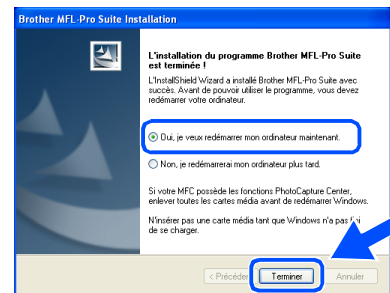 Brother MFL-Pro Suite Installation
L'installation du programme Brother MFL-Pro Suite
est terminée !
L'InstallShield Wizard a installé Brother MFL-Pro Suite avec
succès. Avant de pouvoir utiliser le programme, vous devez
redémarrer votre ordinateur.
Oui, je veux redémarrer mon ordinateur maintenant.
Non, je redémarrerai mon ordinateur plus tard.
Si votre MFC possède les fonctions PhotoCapture Center,
enlever toutes les cartes média avant de redémarrer Windows.
N'insérer pas une carte média tant que Windows n'a pas fini
de se charger.
< Précéder
Terminer
Annuler